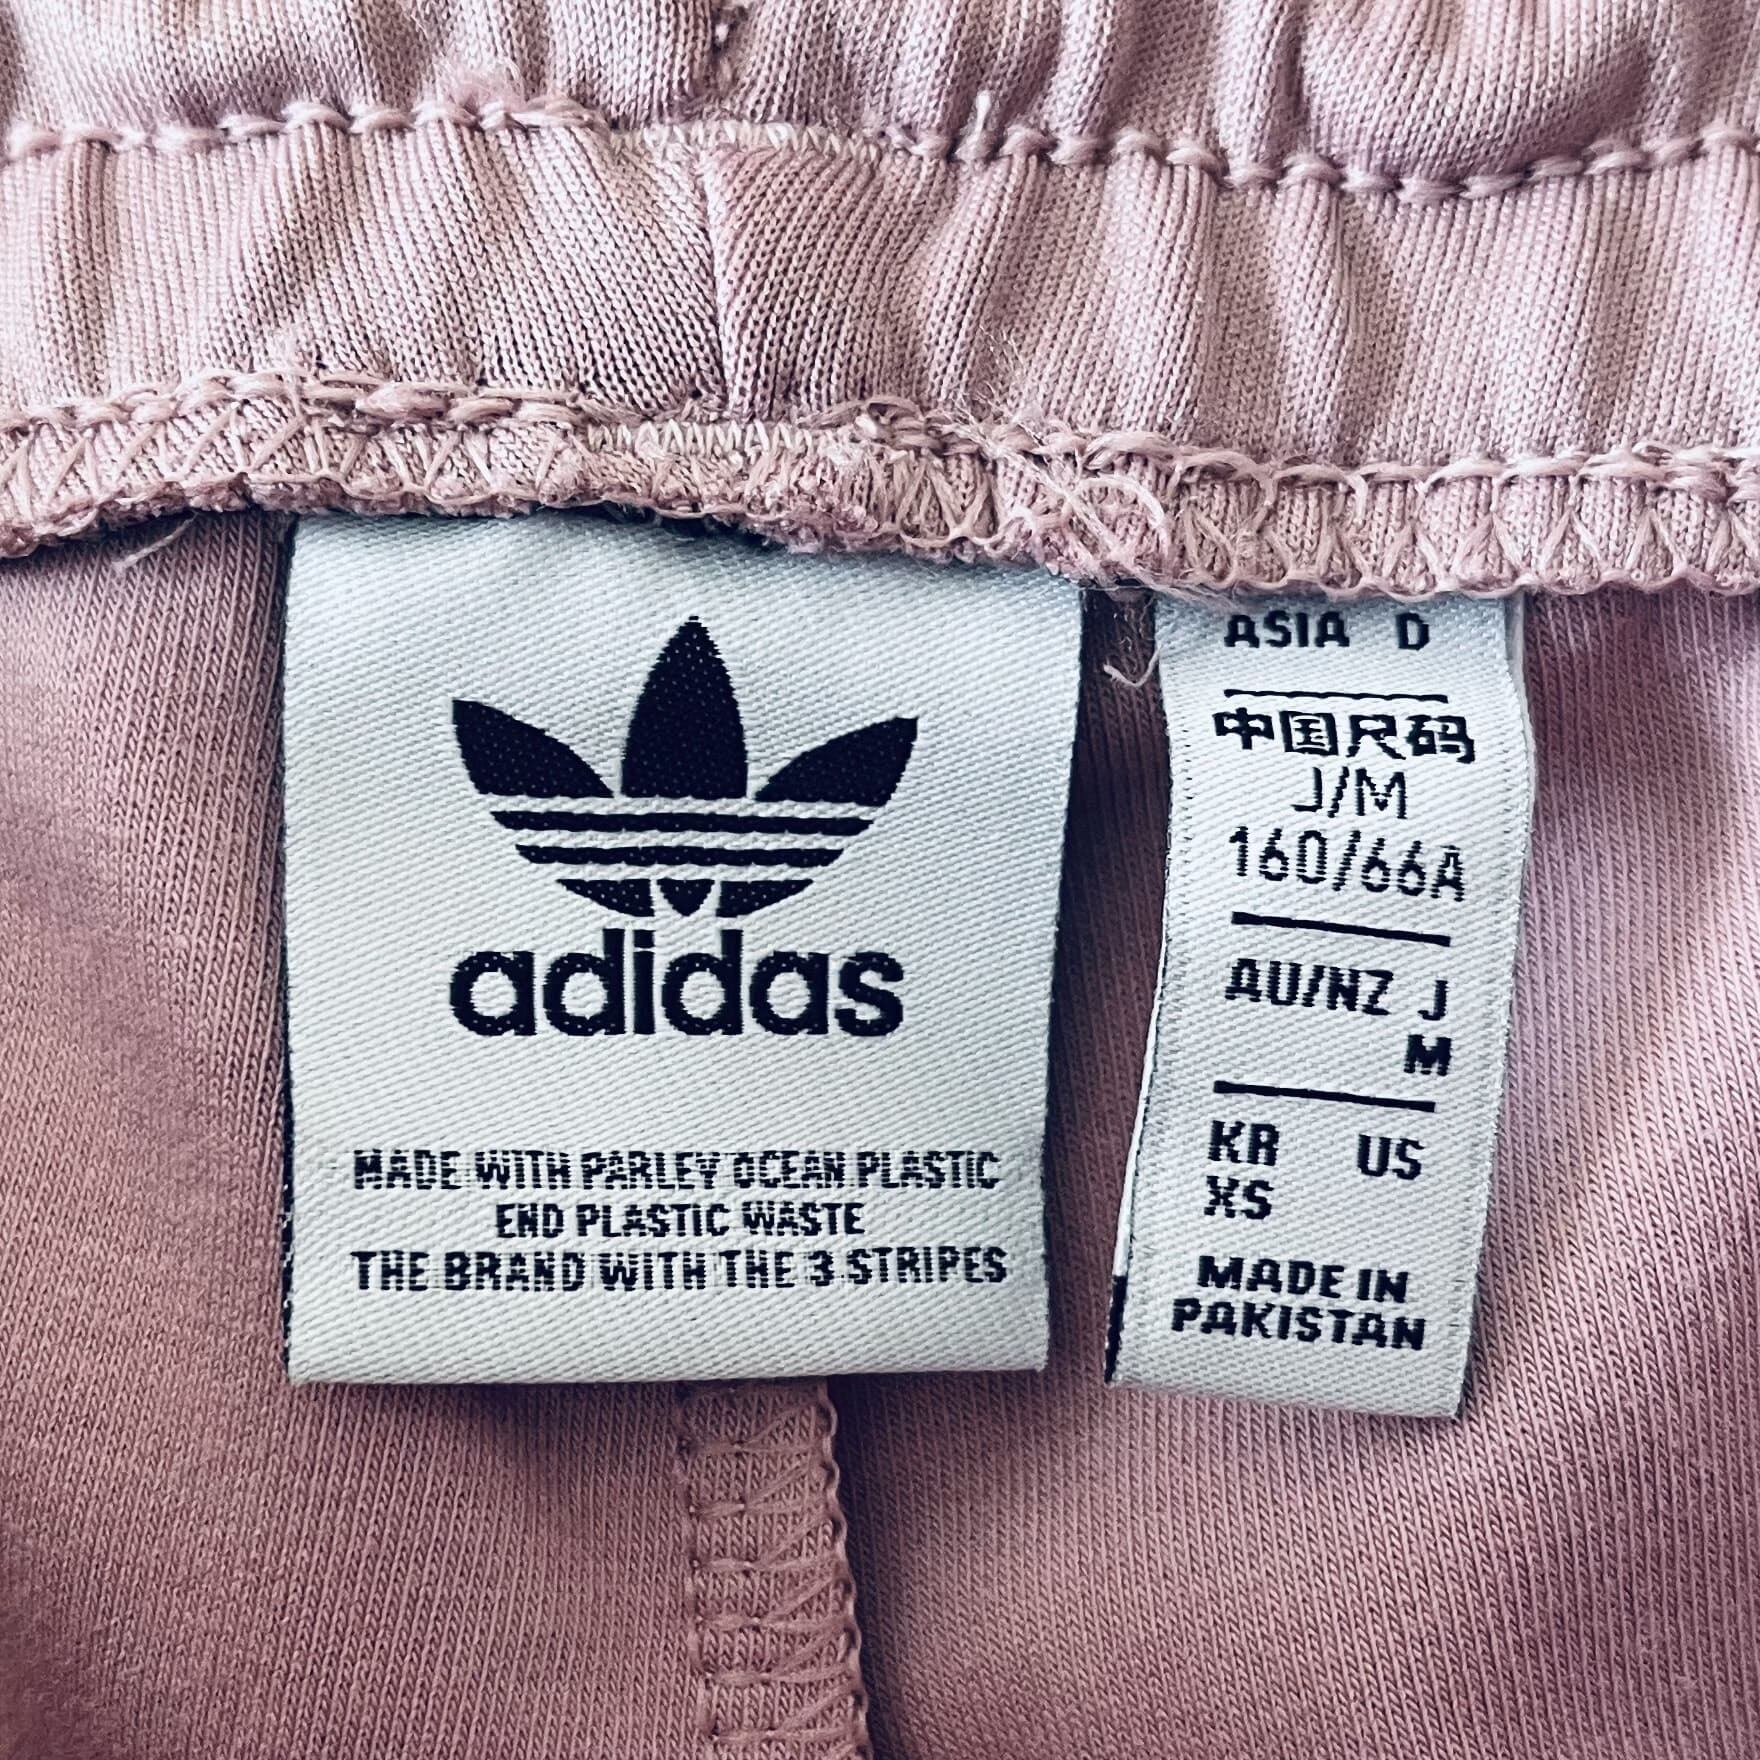 adidas
MADE WITH PARLEY OCEAN PLASTIC
END PLASTIC WASTE
THE BRAND WITH THE 3 STRIPES
ASIA D
中国尺码
J/M
160/66A
AU/NZ J
M
KR US
XS
MADE IN
PAKISTAN